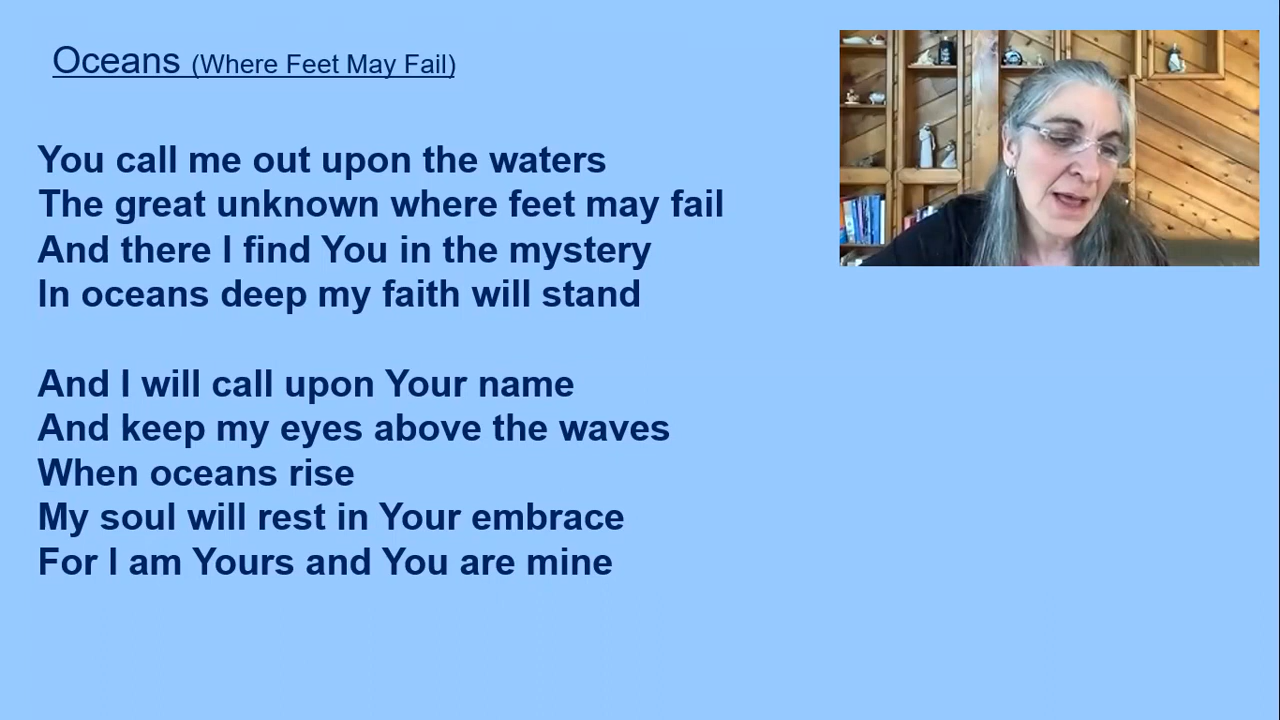 Oceans (Where Feet May Fail)
You call me out upon the waters
The great unknown where feet may fail
And there I find You in the mystery
In oceans deep my faith will stand
And I will call upon Your name
And keep my eyes above the waves
When oceans rise
My soul will rest in Your embrace
For I am Yours and You are mine